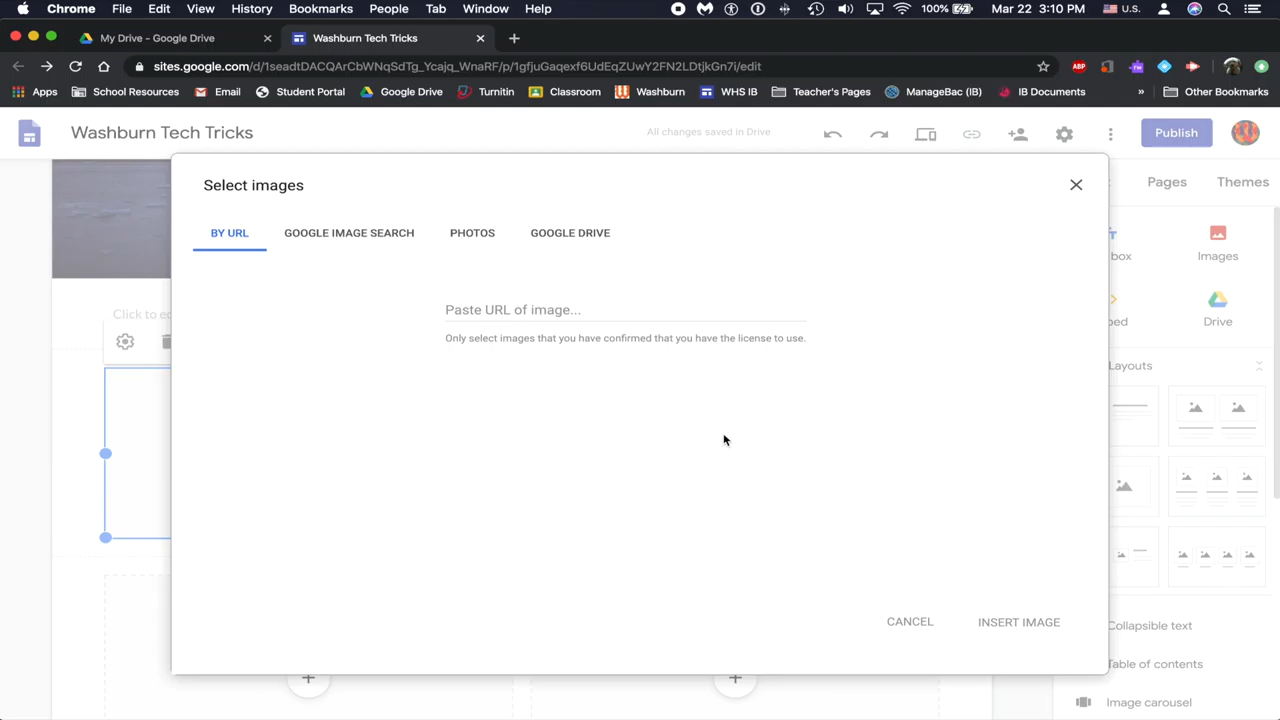 Chrome File Edit View History Bookmarks People Tab Window Help 100% Mar 22 3:10 PM U.S.
My Drive - Google Drive Washburn Tech Tricks
sites.google.com/d/1seadtDACQArCbWNqSdTg_Ycajq_WnaRF/p/1gfjuGaqexf6UdEqZUwY2FN2LDtjkGn7i/edit
Apps School Resources Email Student Portal Google Drive Turnitin Classroom Washburn WHS IB Teacher's Pages ManageBac (IB) IB Documents » Other Bookmarks
Washburn Tech Tricks All changes saved in Drive Publish
Select images
Pages Themes
BY URL GOOGLE IMAGE SEARCH PHOTOS GOOGLE DRIVE
box Images
Click to ec
Paste URL of image...
Only select images that you have confirmed that you have the license to use.
Drive
Layouts
CANCEL INSERT IMAGE
Collapsible text
Table of contents
Image carousel